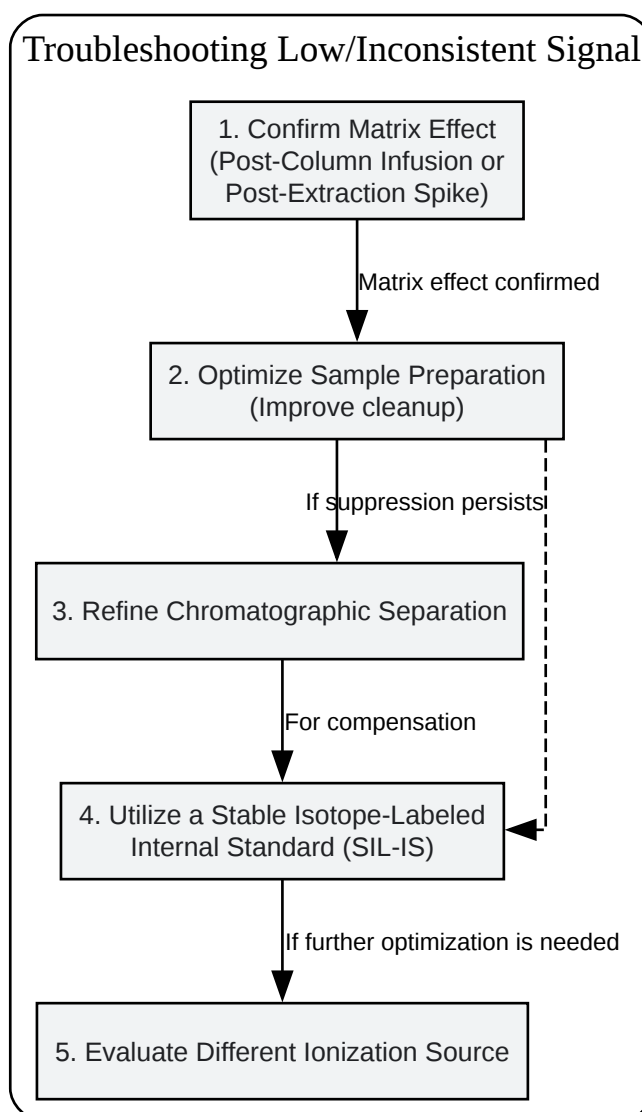 Troubleshooting Low/Inconsistent Signal
1. Confirm Matrix Effect
(Post-Column Infusion or
Post-Extraction Spike)
Matrix effect confirmed
2. Optimize Sample Preparation
(Improve cleanup)
If suppression persists
3. Refine Chromatographic Separation
For compensation
4. Utilize a Stable Isotope-Labeled
Internal Standard (SIL-IS)
If further optimization is needed
5. Evaluate Different Ionization Source